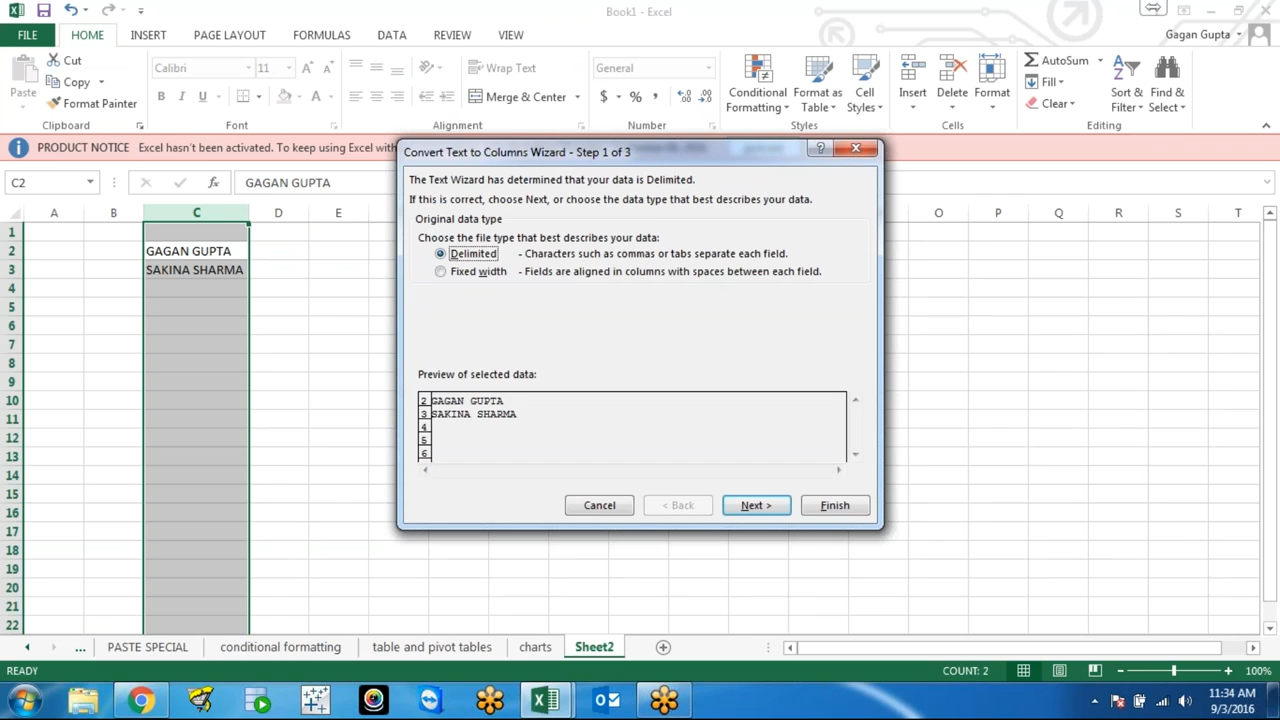 Book1 - Excel
FILE HOME INSERT PAGE LAYOUT FORMULAS DATA REVIEW VIEW Gagan Gupta
Paste Cut Copy Format Painter Clipboard
Calibri 11 B I U A Font
Wrap Text Merge & Center Alignment
General $ % , Number
Conditional Formatting Format as Table Cell Styles Styles
Insert Delete Format Cells
AutoSum Fill Clear Sort & Filter Find & Select Editing
PRODUCT NOTICE Excel hasn't been activated. To keep using Excel with
C2 fx GAGAN GUPTA
A B C D E O P Q R S T
1
2 GAGAN GUPTA
3 SAKINA SHARMA
4
5
6
7
8
9
10
11
12
13
14
15
16
17
18
19
20
21
22
Convert Text to Columns Wizard - Step 1 of 3
The Text Wizard has determined that your data is Delimited.
If this is correct, choose Next, or choose the data type that best describes your data.
Original data type
Choose the file type that best describes your data:
Delimited - Characters such as commas or tabs separate each field.
Fixed width - Fields are aligned in columns with spaces between each field.
Preview of selected data:
2 GAGAN GUPTA
3 SAKINA SHARMA
4
5
6
Cancel < Back Next > Finish
... PASTE SPECIAL conditional formatting table and pivot tables charts Sheet2
READY COUNT: 2 100%
11:34 AM
9/3/2016